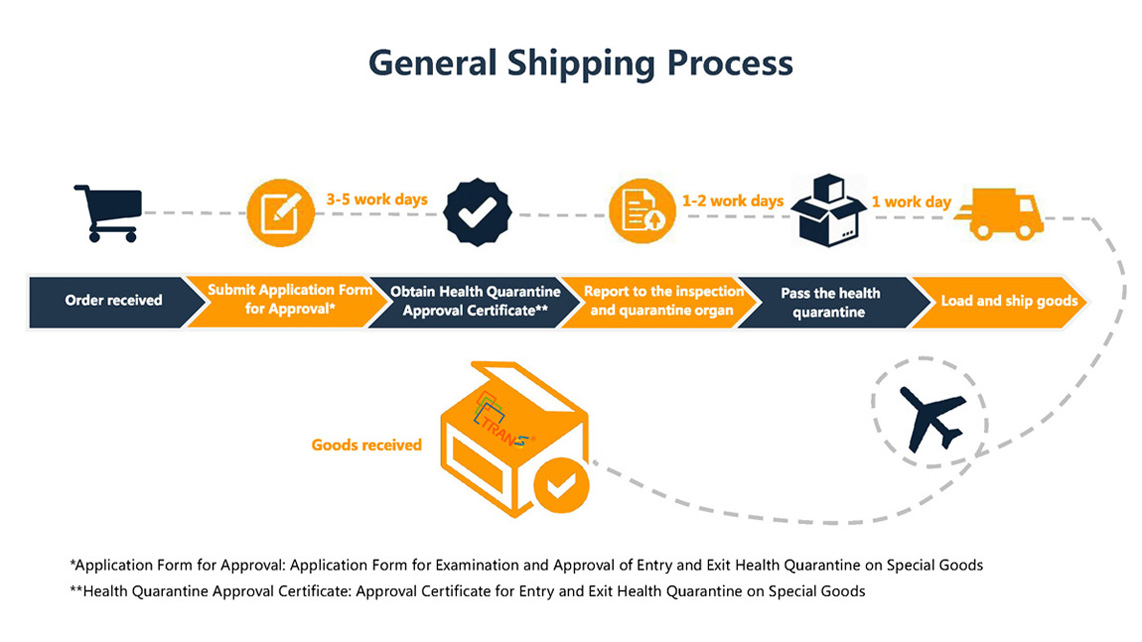 General Shipping Process
3-5 work days
1-2 work days
1 work day
Order received
Submit Application Form
for Approval*
Obtain Health Quarantine
Approval Certificate**
Report to the inspection
and quarantine organ
Pass the health
quarantine
Load and ship goods
TRANS®
Goods received
*Application Form for Approval: Application Form for Examination and Approval of Entry and Exit Health Quarantine on Special Goods
**Health Quarantine Approval Certificate: Approval Certificate for Entry and Exit Health Quarantine on Special Goods